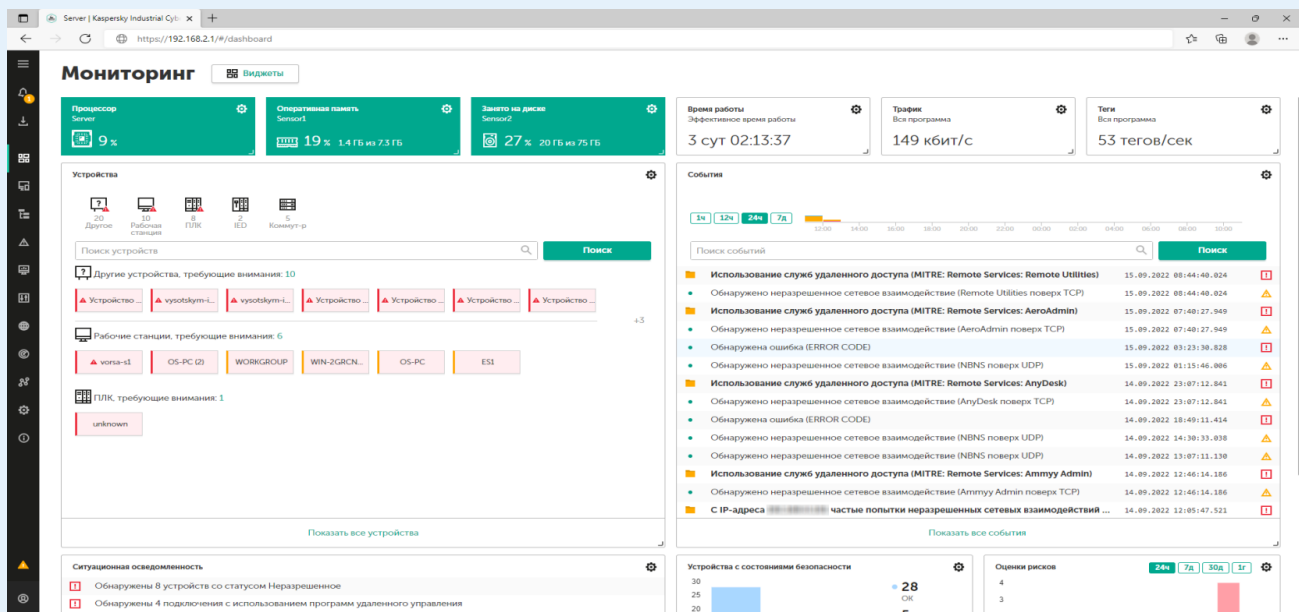 Server | Kaspersky Industrial Cyb
https://192.168.2.1/#/dashboard
1
Мониторинг
Виджеты
Процессор
Server
9 %
Оперативная память
Sensor1
19 % 1.4 ГБ из 7.3 ГБ
Занято на диске
Sensor2
27 % 20 ГБ из 75 ГБ
Время работы
Эффективное время работы
3 сут 02:13:37
Трафик
Вся программа
149 кбит/с
Теги
Вся программа
53 тегов/сек
Устройства
20 10 8 2 5
Другое Рабочая станция ПЛК IED Коммут-р
Поиск устройств
Поиск
Другие устройства, требующие внимания: 10
Устройство ... vysotskym-i... vysotskym-i... Устройство ... Устройство ... Устройство ... Устройство ...
+3
Рабочие станции, требующие внимания: 6
vorsa-s1 OS-PC (2) WORKGROUP WIN-2GRCN... OS-PC ES1
ПЛК, требующие внимания: 1
unknown
Показать все устройства
События
1ч 12ч 24ч 7д
12:00 14:00 16:00 18:00 20:00 22:00 00:00 02:00 04:00 06:00 08:00 10:00
Поиск событий
Поиск
Использование служб удаленного доступа (MITRE: Remote Services: Remote Utilities) 15.09.2022 08:44:40.024
Обнаружено неразрешенное сетевое взаимодействие (Remote Utilities поверх TCP) 15.09.2022 08:44:40.024
Использование служб удаленного доступа (MITRE: Remote Services: AeroAdmin) 15.09.2022 07:40:27.949
Обнаружено неразрешенное сетевое взаимодействие (AeroAdmin поверх TCP) 15.09.2022 07:40:27.949
Обнаружена ошибка (ERROR CODE) 15.09.2022 03:23:30.828
Обнаружено неразрешенное сетевое взаимодействие (NBNS поверх UDP) 15.09.2022 01:15:46.006
Использование служб удаленного доступа (MITRE: Remote Services: AnyDesk) 14.09.2022 23:07:12.841
Обнаружено неразрешенное сетевое взаимодействие (AnyDesk поверх TCP) 14.09.2022 23:07:12.841
Обнаружена ошибка (ERROR CODE) 14.09.2022 18:49:11.414
Обнаружено неразрешенное сетевое взаимодействие (NBNS поверх UDP) 14.09.2022 14:30:33.038
Обнаружено неразрешенное сетевое взаимодействие (NBNS поверх UDP) 14.09.2022 13:07:11.130
Использование служб удаленного доступа (MITRE: Remote Services: Ammyy Admin) 14.09.2022 12:46:14.186
Обнаружено неразрешенное сетевое взаимодействие (Ammyy Admin поверх TCP) 14.09.2022 12:46:14.186
С IP-адреса частые попытки неразрешенных сетевых взаимодействий ... 14.09.2022 12:05:47.521
Показать все события
Ситуационная осведомленность
Обнаружены 8 устройств со статусом Неразрешенное
Обнаружены 4 подключения с использованием программ удаленного управления
Устройства с состояниями безопасности
30
25
20
28
ОК
Оценки рисков
24ч 7д 30д 1г
4
3